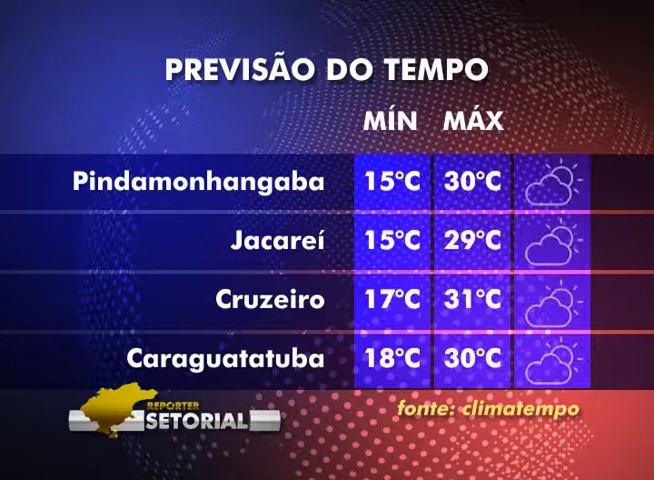 PREVISÃO DO TEMPO
MÍN MÁX
Pindamonhangaba 15°C 30°C
Jacareí 15°C 29°C
Cruzeiro 17°C 31°C
Caraguatatuba 18°C 30°C
REPORTER
SETORIAL
fonte: climatempo